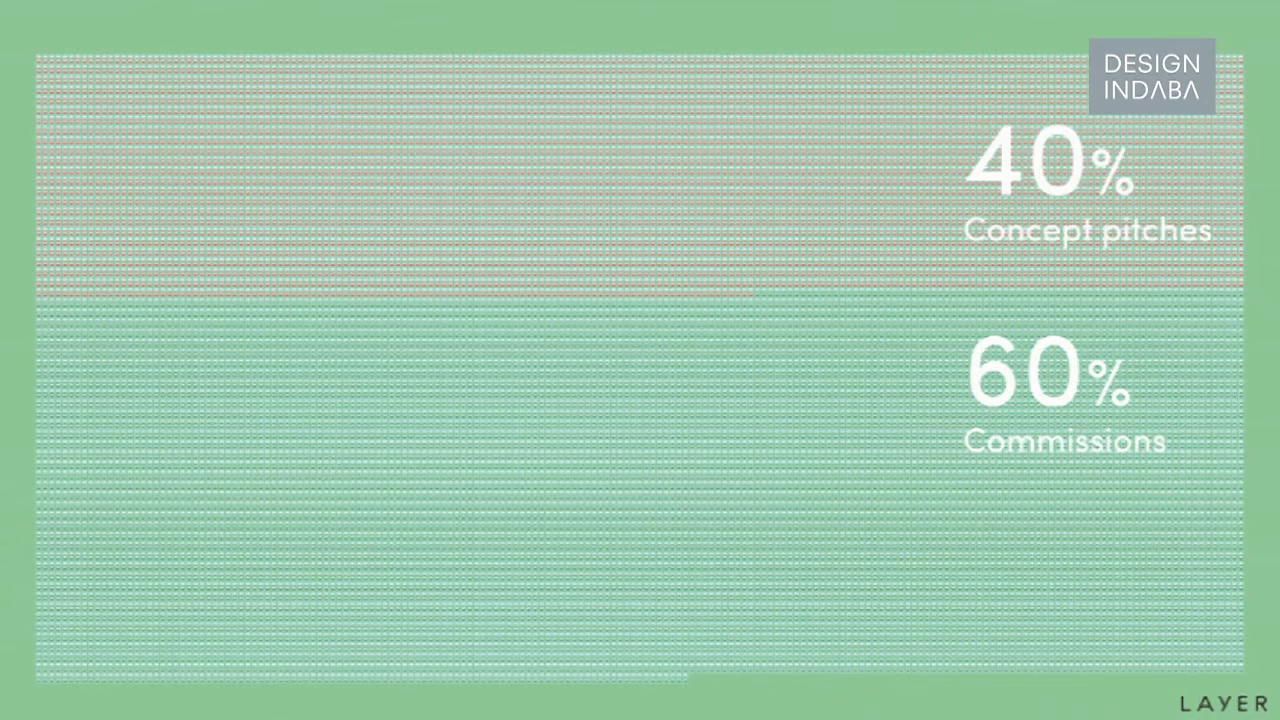 DESIGN
INDABA
40%
Concept pitches
60%
Commissions
LAYER